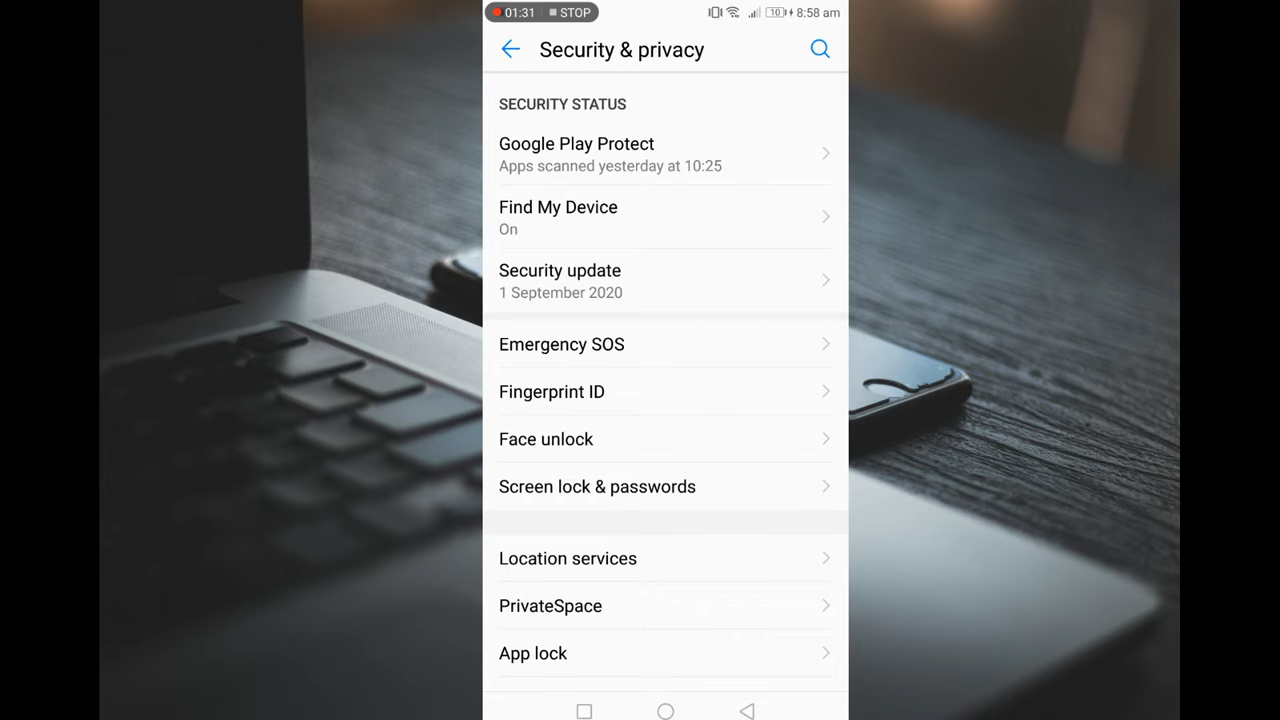 01:31 STOP 10 8:58 am
Security & privacy
SECURITY STATUS
Google Play Protect
Apps scanned yesterday at 10:25
Find My Device
On
Security update
1 September 2020
Emergency SOS
Fingerprint ID
Face unlock
Screen lock & passwords
Location services
PrivateSpace
App lock